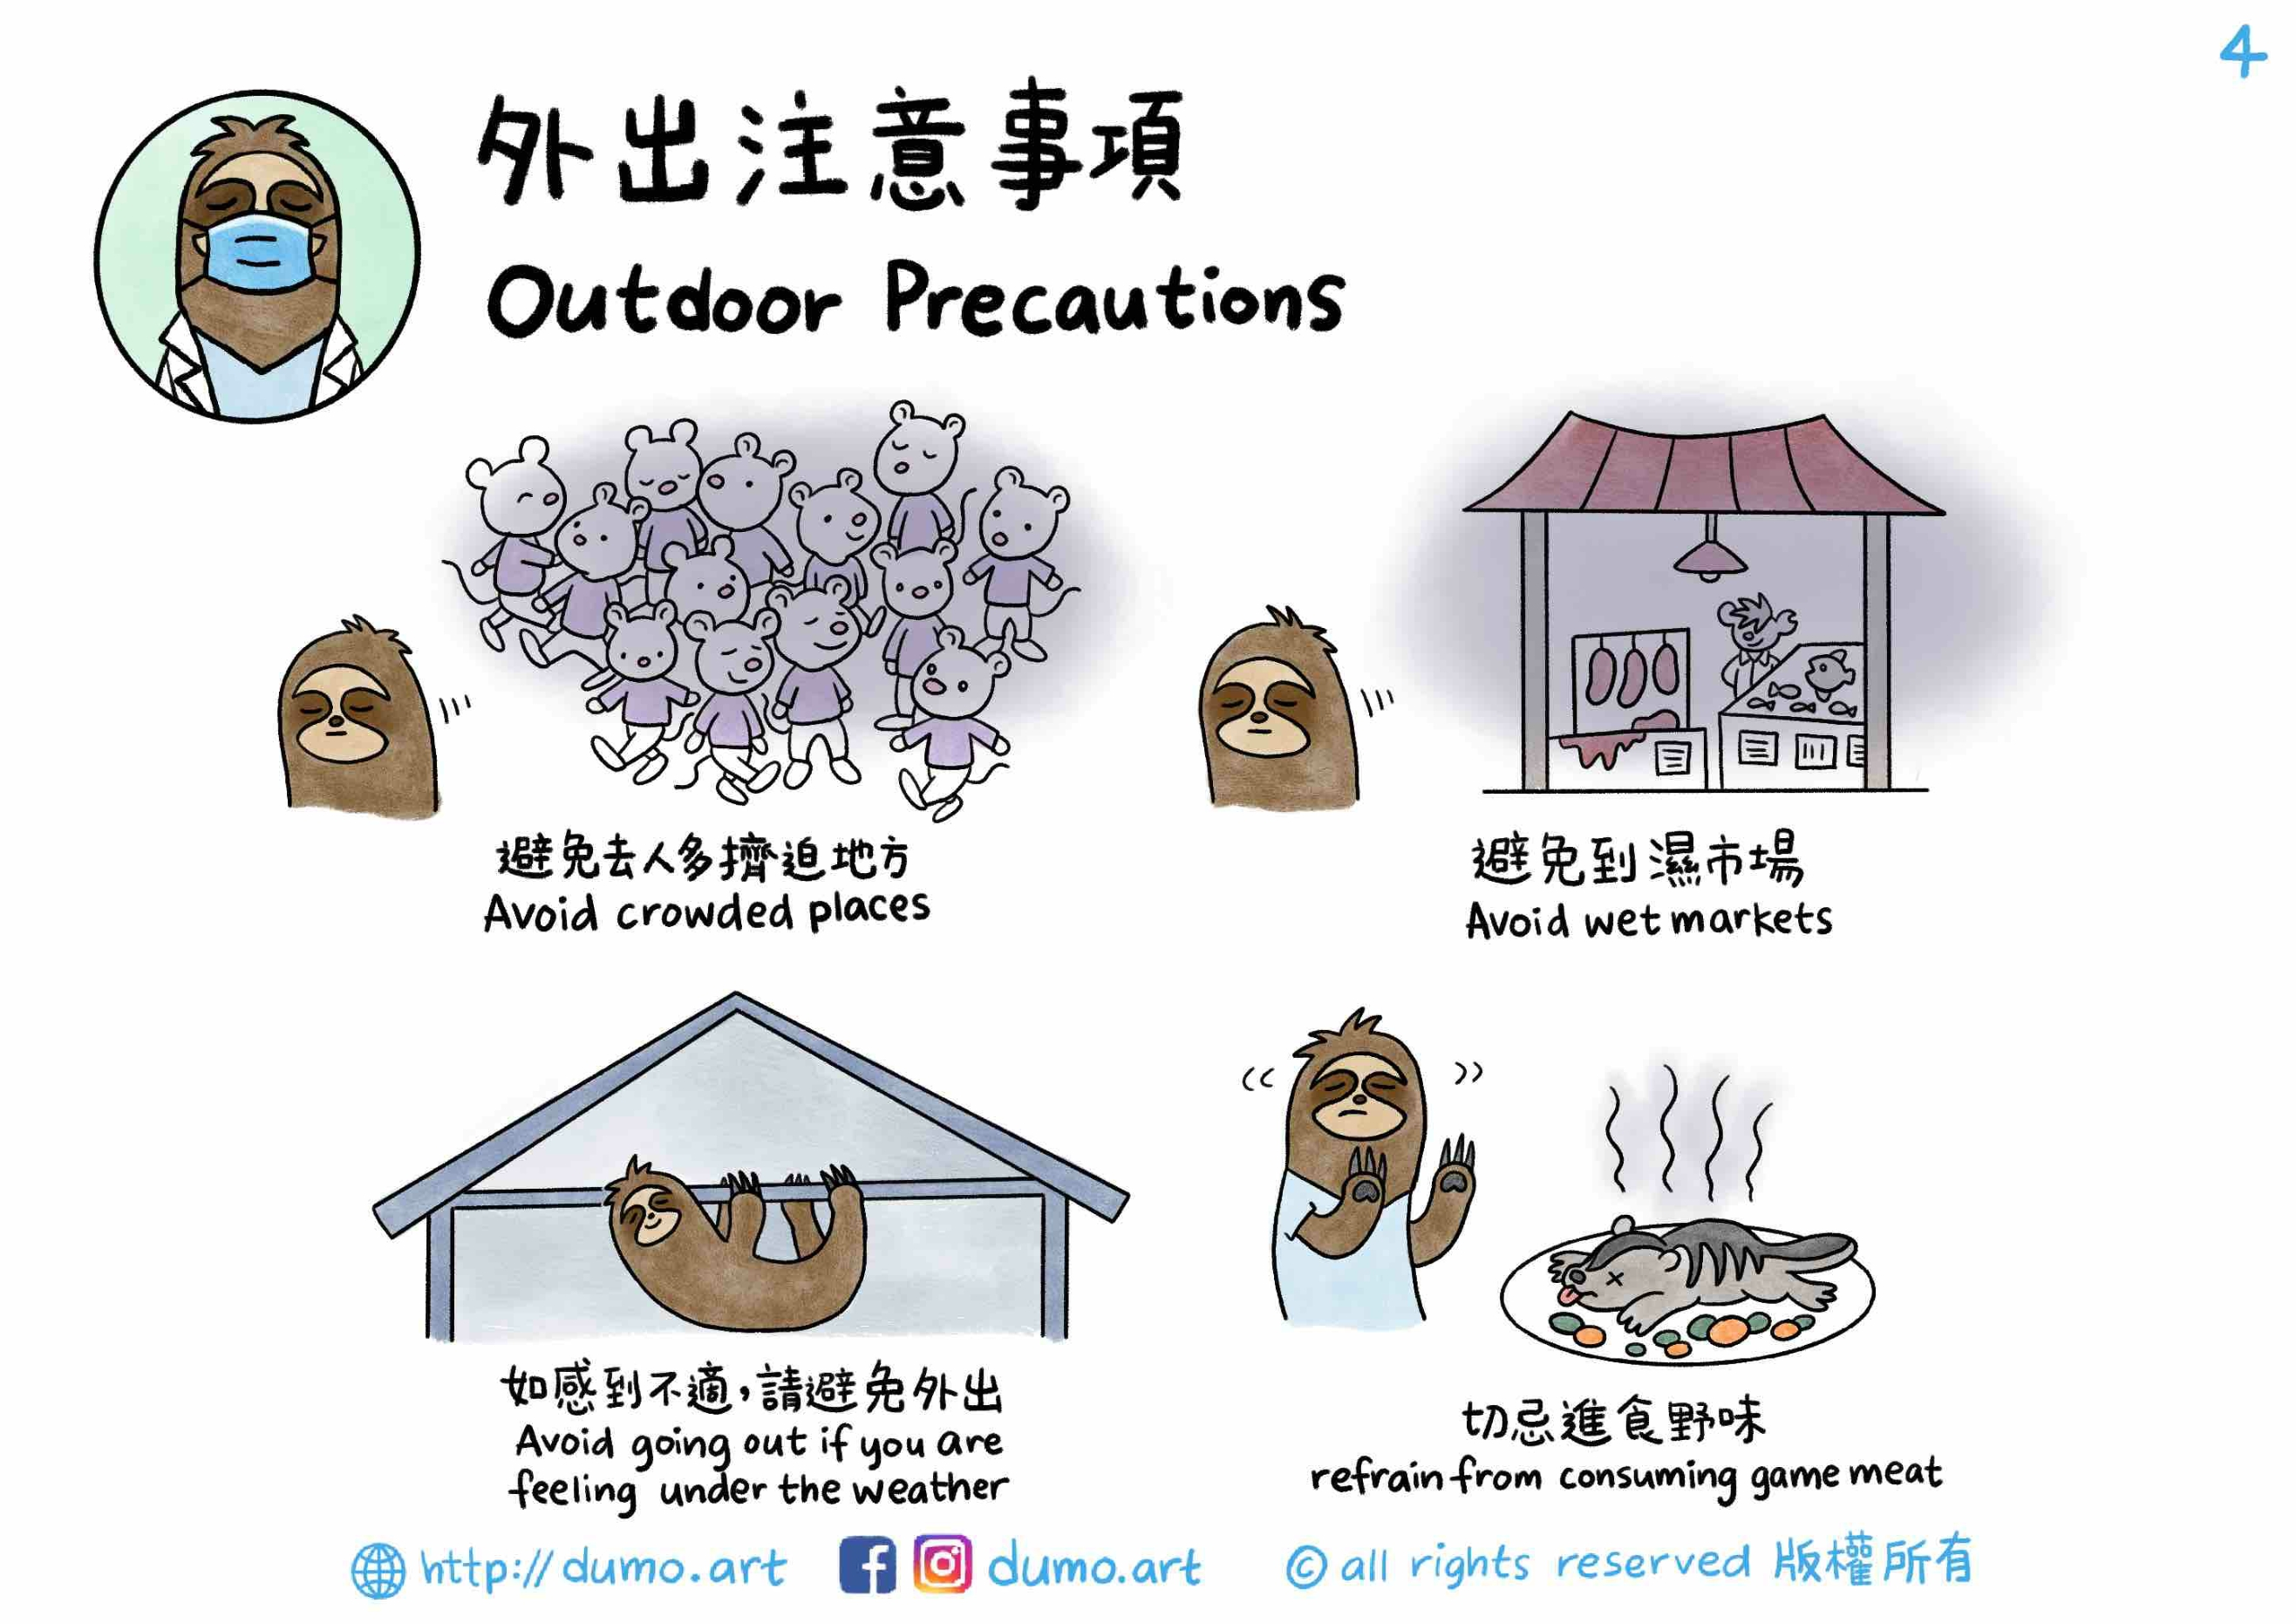 4
外出注意事項
Outdoor Precautions
避免去人多擠迫地方
Avoid crowded places
避免到濕市場
Avoid wet markets
如感到不適，請避免外出
Avoid going out if you are
feeling under the weather
切忌進食野味
refrain from consuming game meat
http://dumo.art
dumo.art
© all rights reserved 版權所有